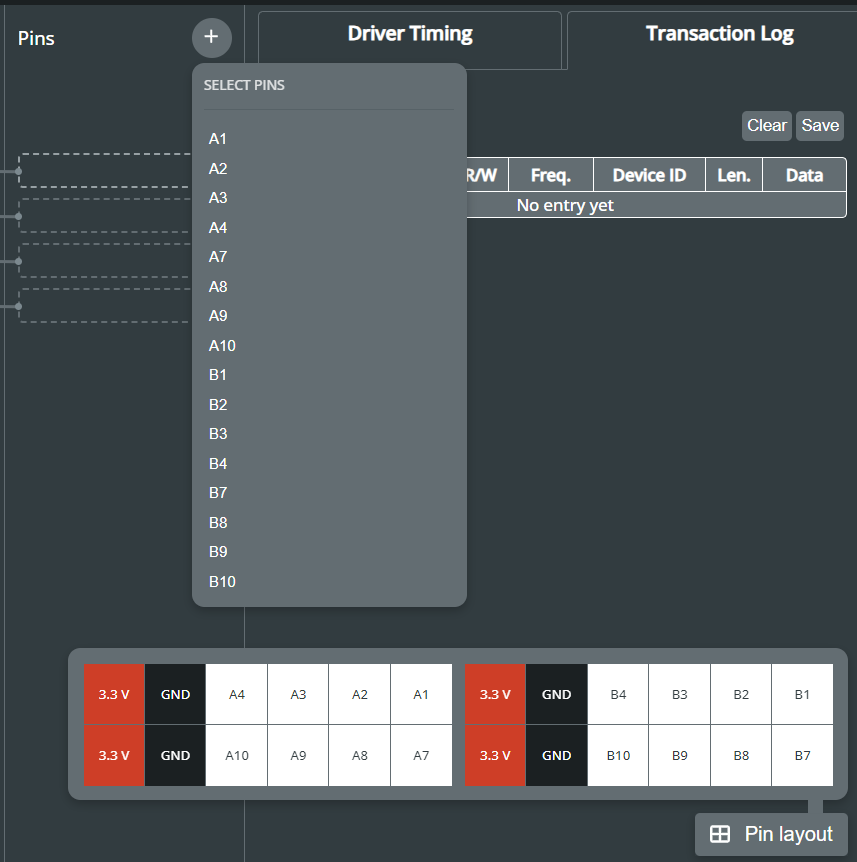 Pins
+
Driver Timing
Transaction Log
SELECT PINS
Clear
Save
A1
A2
A3
A4
A7
A8
A9
A10
B1
B2
B3
B4
B7
B8
B9
B10
R/W Freq. Device ID Len. Data
No entry yet
3.3 V GND A4 A3 A2 A1 3.3 V GND B4 B3 B2 B1
3.3 V GND A10 A9 A8 A7 3.3 V GND B10 B9 B8 B7
Pin layout